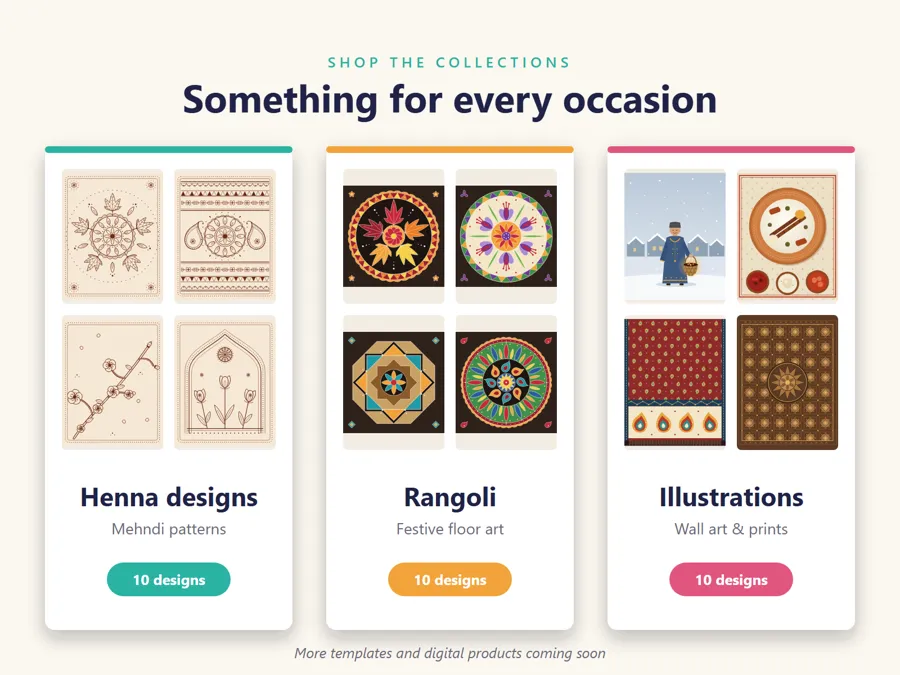 SHOP THE COLLECTIONS
Something for every occasion
Henna designs
Mehndi patterns
10 designs
Rangoli
Festive floor art
10 designs
Illustrations
Wall art & prints
10 designs
More templates and digital products coming soon